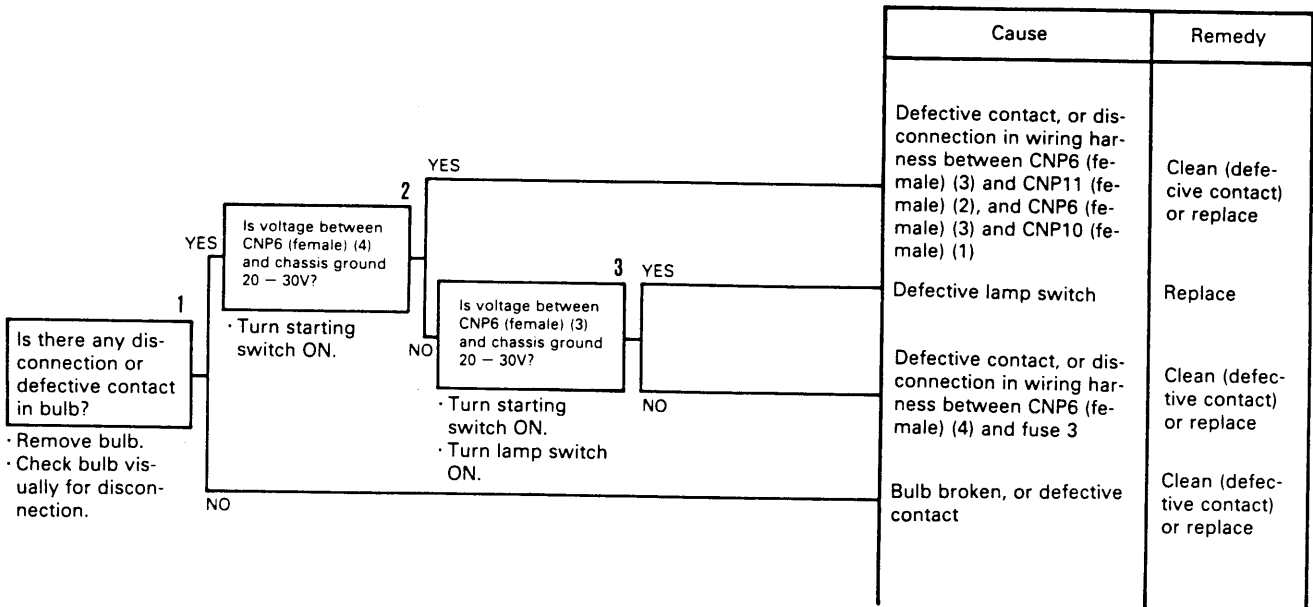 Cause
Remedy
Defective contact, or dis-
connection in wiring har-
ness between CNP6 (fe-
male) (3) and CNP11 (fe-
male) (2), and CNP6 (fe-
male) (3) and CNP10 (fe-
male) (1)
Clean (defe-
cive contact)
or replace
YES
2
Is voltage between
CNP6 (female) (4)
and chassis ground
20 – 30V?
YES
· Turn starting
switch ON.
3
YES
Is voltage between
CNP6 (female) (3)
and chassis ground
20 – 30V?
NO
· Turn starting
switch ON.
· Turn lamp switch
ON.
Defective lamp switch
Replace
NO
Defective contact, or dis-
connection in wiring har-
ness between CNP6 (fe-
male) (4) and fuse 3
Clean (defec-
tive contact)
or replace
1
Is there any dis-
connection or
defective contact
in bulb?
· Remove bulb.
· Check bulb vis-
ually for discon-
nection.
NO
Bulb broken, or defective
contact
Clean (defec-
tive contact)
or replace